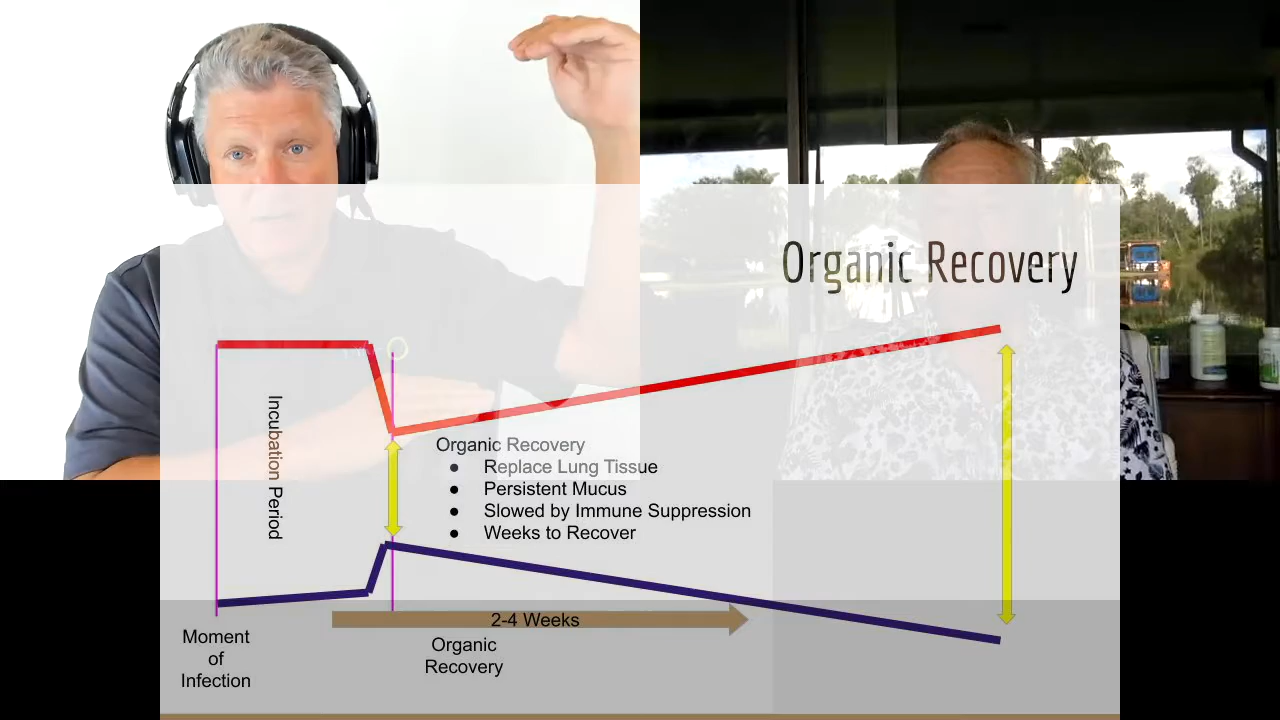 Organic Recovery
Incubation Period
Organic Recovery
● Replace Lung Tissue
● Persistent Mucus
● Slowed by Immune Suppression
● Weeks to Recover
2-4 Weeks
Moment
of
Infection
Organic
Recovery